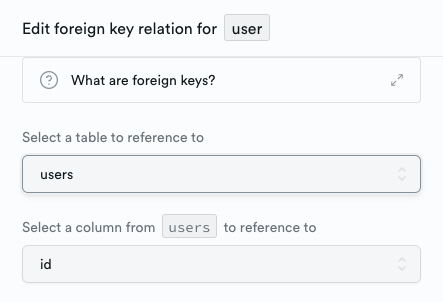 Edit foreign key relation for user
What are foreign keys?
Select a table to reference to
users
Select a column from users to reference to
id